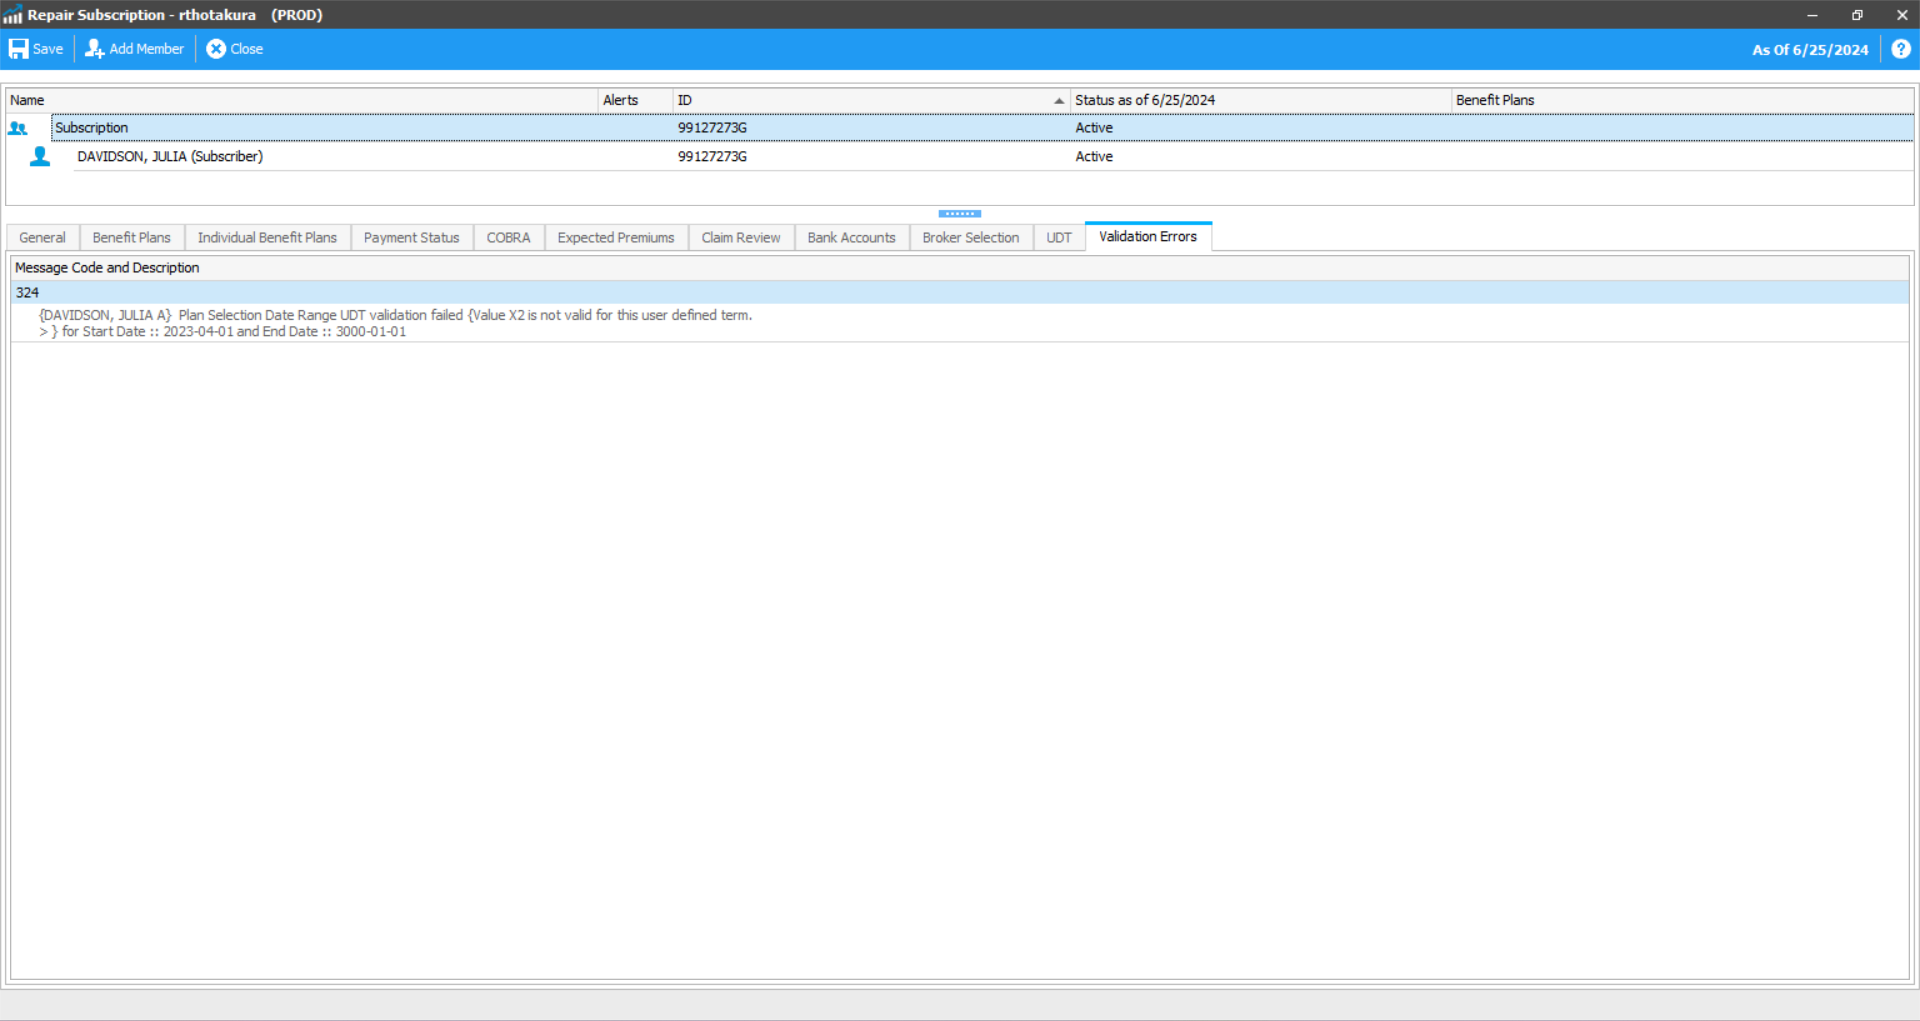 Repair Subscription - rthotakura (PROD)
Save Add Member Close As Of 6/25/2024 ?
Name Alerts ID Status as of 6/25/2024 Benefit Plans
Subscription 99127273G Active
DAVIDSON, JULIA (Subscriber) 99127273G Active
General Benefit Plans Individual Benefit Plans Payment Status COBRA Expected Premiums Claim Review Bank Accounts Broker Selection UDT Validation Errors
Message Code and Description
324
{DAVIDSON, JULIA A} Plan Selection Date Range UDT validation failed {Value X2 is not valid for this user defined term.
> } for Start Date :: 2023-04-01 and End Date :: 3000-01-01